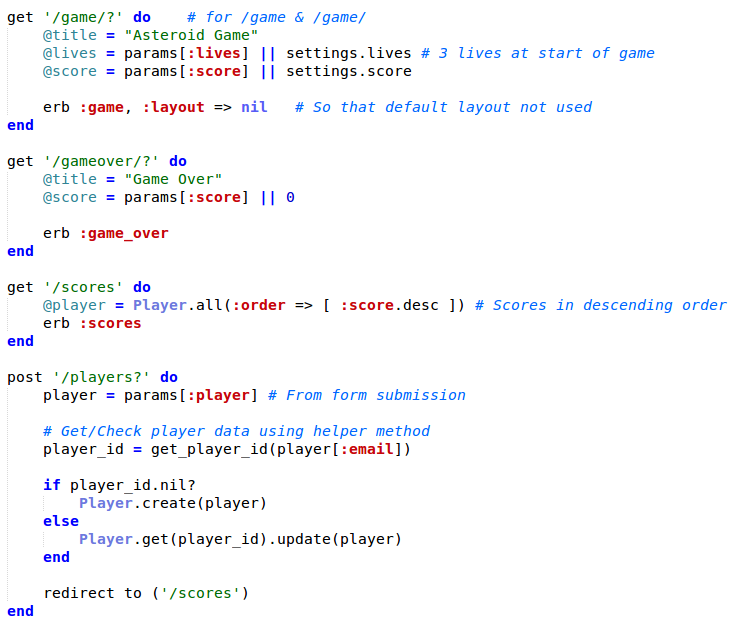 get '/game/?' do    # for /game & /game/
    @title = "Asteroid Game"
    @lives = params[:lives] || settings.lives # 3 lives at start of game
    @score = params[:score] || settings.score

    erb :game, :layout => nil   # So that default layout not used
end

get '/gameover/?' do
    @title = "Game Over"
    @score = params[:score] || 0

    erb :game_over
end

get '/scores' do
    @player = Player.all(:order => [ :score.desc ]) # Scores in descending order
    erb :scores
end

post '/players?' do
    player = params[:player] # From form submission

    # Get/Check player data using helper method
    player_id = get_player_id(player[:email])

    if player_id.nil?
        Player.create(player)
    else
        Player.get(player_id).update(player)
    end

    redirect to ('/scores')
end